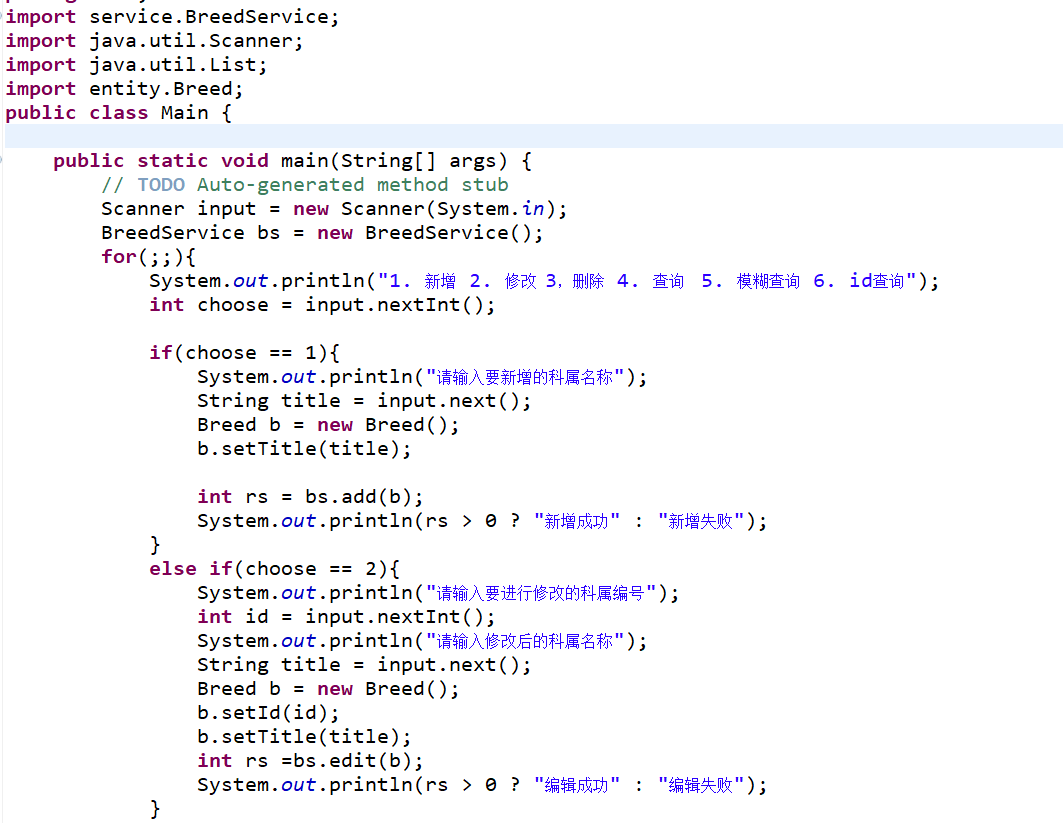 import service.BreedService;
import java.util.Scanner;
import java.util.List;
import entity.Breed;
public class Main {
public static void main(String[] args) {
// TODO Auto-generated method stub
Scanner input = new Scanner(System.in);
BreedService bs = new BreedService();
for(;;){
System.out.println("1. 新增 2. 修改 3，删除 4. 查询  5. 模糊查询 6. id查询");
int choose = input.nextInt();
if(choose == 1){
System.out.println("请输入要新增的科属名称");
String title = input.next();
Breed b = new Breed();
b.setTitle(title);
int rs = bs.add(b);
System.out.println(rs > 0 ? "新增成功" : "新增失败");
}
else if(choose == 2){
System.out.println("请输入要进行修改的科属编号");
int id = input.nextInt();
System.out.println("请输入修改后的科属名称");
String title = input.next();
Breed b = new Breed();
b.setId(id);
b.setTitle(title);
int rs =bs.edit(b);
System.out.println(rs > 0 ? "编辑成功" : "编辑失败");
}